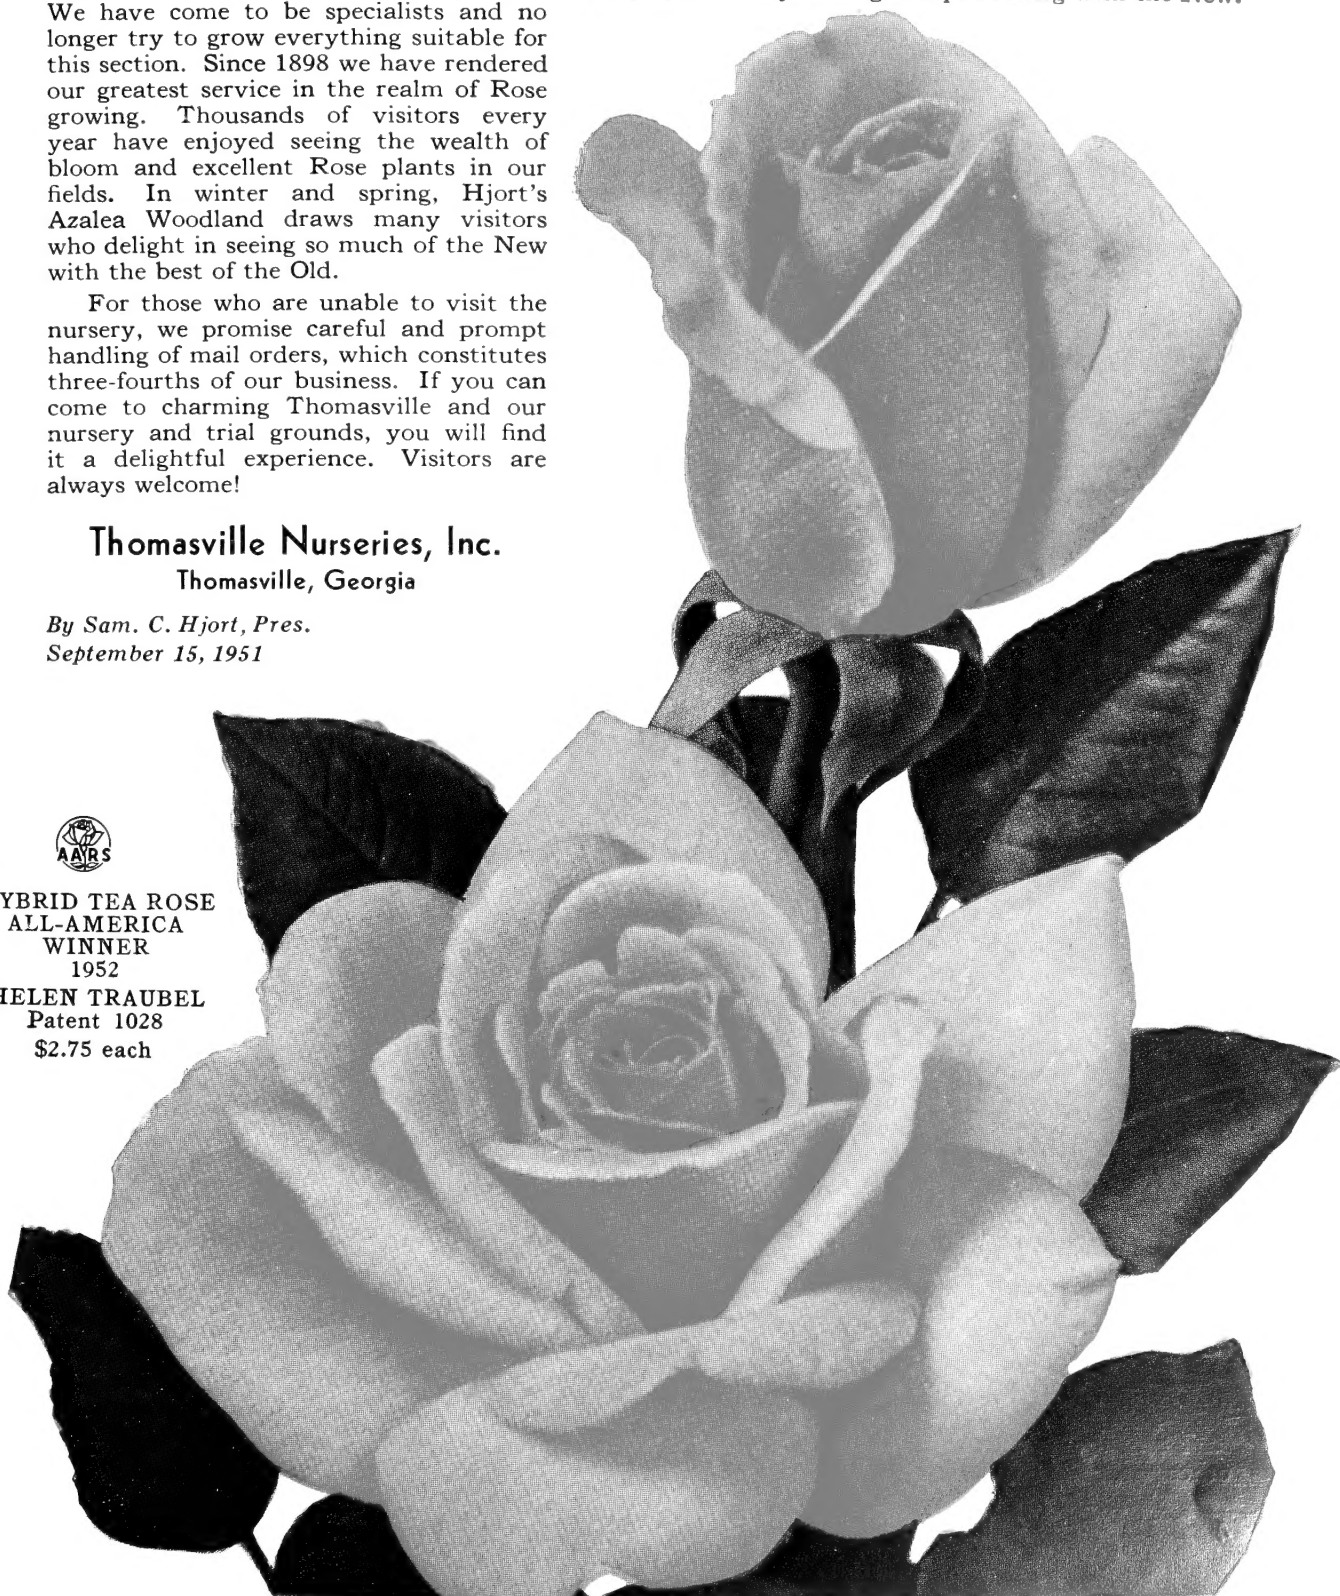 We have come to be specialists and no
longer try to grow everything suitable for
this section. Since 1898 we have rendered
our greatest service in the realm of Rose
growing. Thousands of visitors every
year have enjoyed seeing the wealth of
bloom and excellent Rose plants in our
fields. In winter and spring, Hjort's
Azalea Woodland draws many visitors
who delight in seeing so much of the New
with the best of the Old.
For those who are unable to visit the
nursery, we promise careful and prompt
handling of mail orders, which constitutes
three-fourths of our business. If you can
come to charming Thomasville and our
nursery and trial grounds, you will find
it a delightful experience. Visitors are
always welcome!
Thomasville Nurseries, Inc.
Thomasville, Georgia
By Sam. C. Hjort, Pres.
September 15, 1951
AARS
YBRID TEA ROSE
ALL-AMERICA
WINNER
1952
ELEN TRAUBEL
Patent 1028
$2.75 each